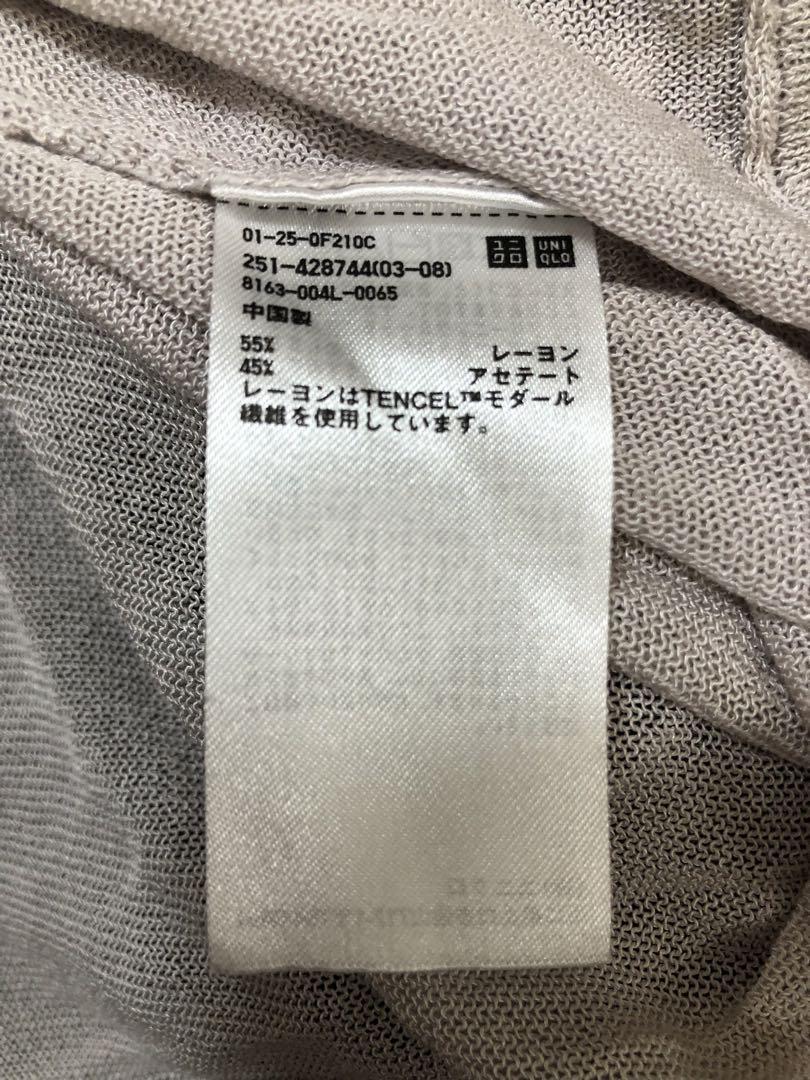 01-25-0F210C
ユニ
クロ
UNI
QLO
251-428744(03-08)
8163-004L-0065
中国製
55% レーヨン
45% アセテート
レーヨンはTENCEL™モダール
繊維を使用しています。